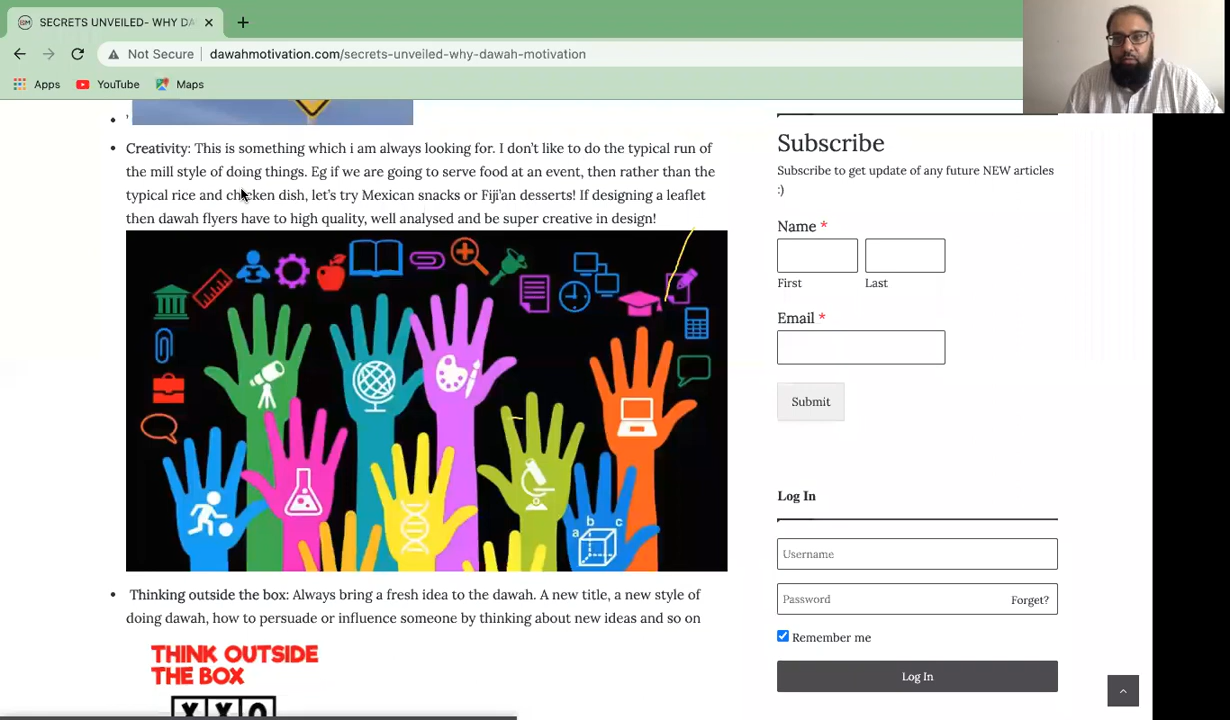 SECRETS UNVEILED- WHY DA
Not Secure
dawahmotivation.com/secrets-unveiled-why-dawah-motivation
Apps
YouTube
Maps
Creativity: This is something which i am always looking for. I don't like to do the typical run of
the mill style of doing things. Eg if we are going to serve food at an event, then rather than the
typical rice and chicken dish, let's try Mexican snacks or Fiji'an desserts! If designing a leaflet
then dawah flyers have to high quality, well analysed and be super creative in design!
a b c
Thinking outside the box: Always bring a fresh idea to the dawah. A new title, a new style of
doing dawah, how to persuade or influence someone by thinking about new ideas and so on
THINK OUTSIDE
THE BOX
XXO
Subscribe
Subscribe to get update of any future NEW articles
:)
Name *
First
Last
Email *
Submit
Log In
Username
Password
Forget?
Remember me
Log In